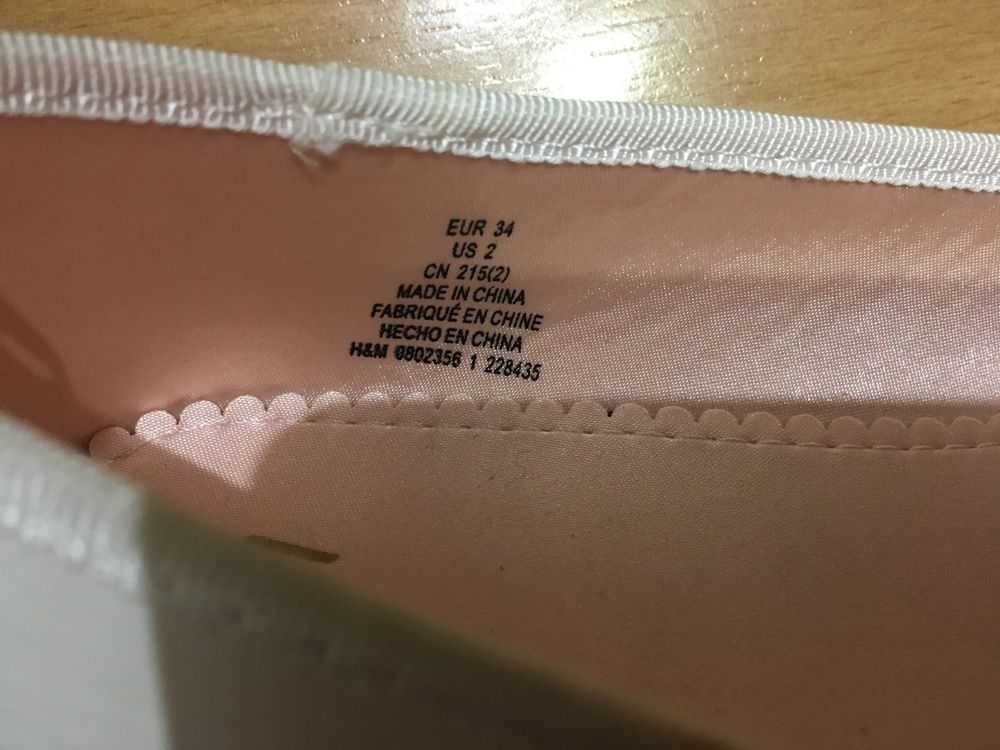 EUR 34
US 2
CN 215(2)
MADE IN CHINA
FABRIQUÉ EN CHINE
HECHO EN CHINA
H&M 0802356 1 228435